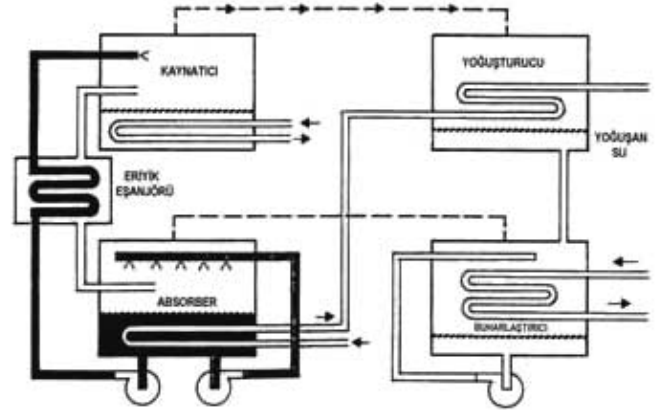 KAYNATICI
YOĞUŞTURUCU
YOĞUŞAN
SU
ERİYİK
EŞANJÖRÜ
ABSORBER
BUHARLAŞTIRICI